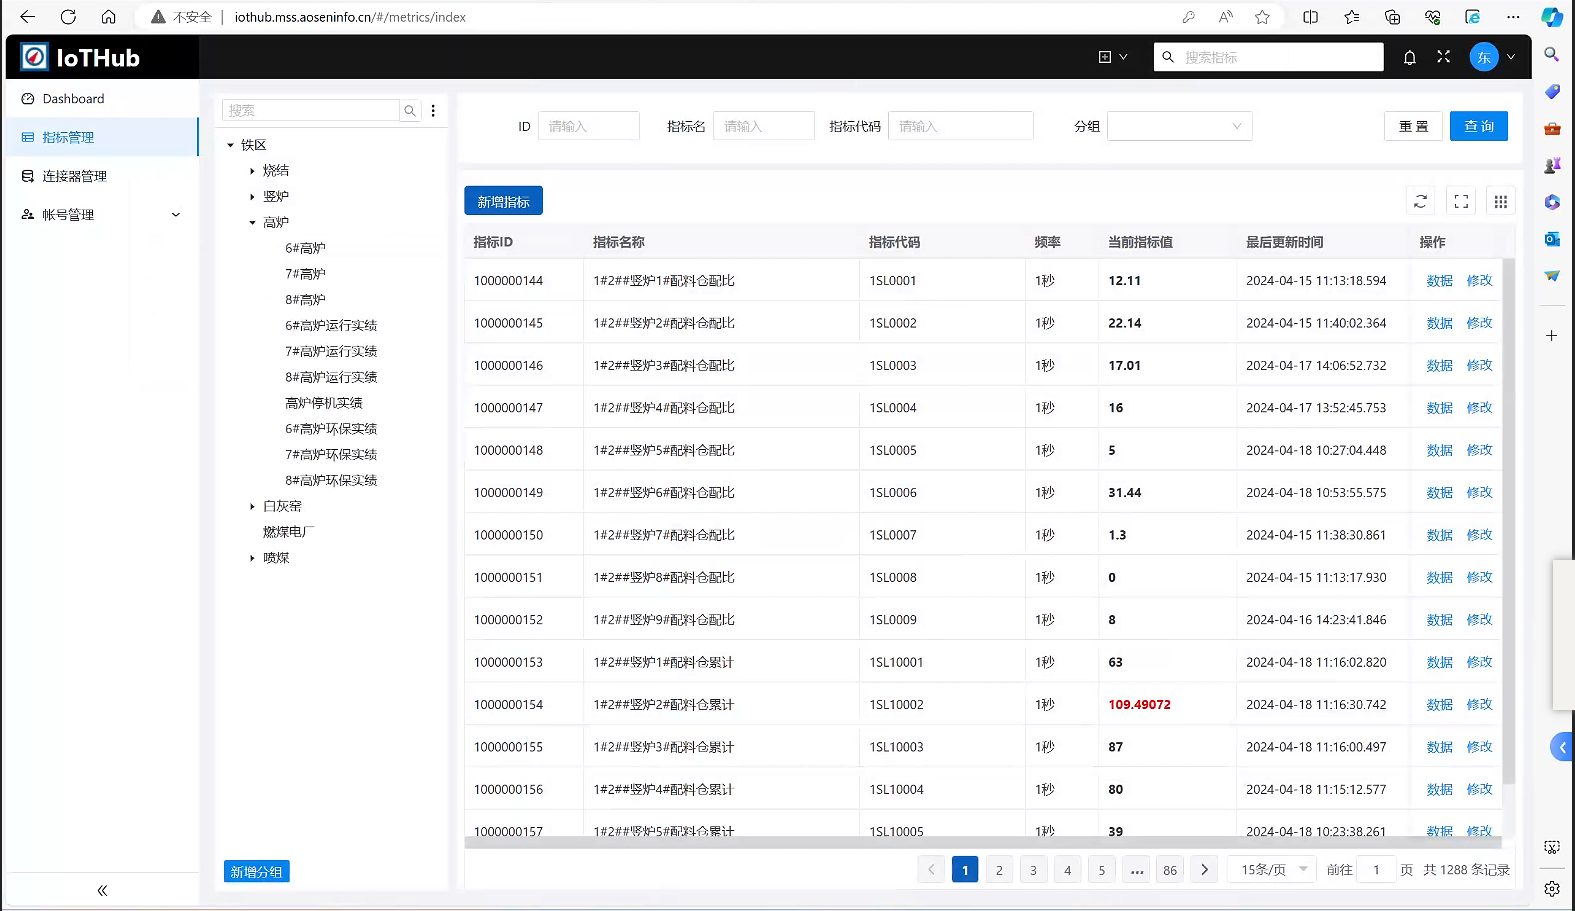 不安全 | iothub.mss.aoseninfo.cn/#/metrics/index
IoTHub
搜索指标
东
Dashboard
指标管理
连接器管理
帐号管理
搜索
铁区
烧结
竖炉
高炉
6#高炉
7#高炉
8#高炉
6#高炉运行实绩
7#高炉运行实绩
8#高炉运行实绩
高炉停机实绩
6#高炉环保实绩
7#高炉环保实绩
8#高炉环保实绩
白灰窑
燃煤电厂
喷煤
新增分组
ID 请输入 指标名 请输入 指标代码 请输入 分组 重置 查询
新增指标
指标ID 指标名称 指标代码 频率 当前指标值 最后更新时间 操作
1000000144 1#2##竖炉1#配料仓配比 1SL0001 1秒 12.11 2024-04-15 11:13:18.594 数据 修改
1000000145 1#2##竖炉2#配料仓配比 1SL0002 1秒 22.14 2024-04-15 11:40:02.364 数据 修改
1000000146 1#2##竖炉3#配料仓配比 1SL0003 1秒 17.01 2024-04-17 14:06:52.732 数据 修改
1000000147 1#2##竖炉4#配料仓配比 1SL0004 1秒 16 2024-04-17 13:52:45.753 数据 修改
1000000148 1#2##竖炉5#配料仓配比 1SL0005 1秒 5 2024-04-18 10:27:04.448 数据 修改
1000000149 1#2##竖炉6#配料仓配比 1SL0006 1秒 31.44 2024-04-18 10:53:55.575 数据 修改
1000000150 1#2##竖炉7#配料仓配比 1SL0007 1秒 1.3 2024-04-15 11:38:30.861 数据 修改
1000000151 1#2##竖炉8#配料仓配比 1SL0008 1秒 0 2024-04-15 11:13:17.930 数据 修改
1000000152 1#2##竖炉9#配料仓配比 1SL0009 1秒 8 2024-04-16 14:23:41.846 数据 修改
1000000153 1#2##竖炉1#配料仓累计 1SL10001 1秒 63 2024-04-18 11:16:02.820 数据 修改
1000000154 1#2##竖炉2#配料仓累计 1SL10002 1秒 109.49072 2024-04-18 11:16:30.742 数据 修改
1000000155 1#2##竖炉3#配料仓累计 1SL10003 1秒 87 2024-04-18 11:16:00.497 数据 修改
1000000156 1#2##竖炉4#配料仓累计 1SL10004 1秒 80 2024-04-18 11:15:12.577 数据 修改
1000000157 1#2##竖炉5#配料仓累计 1SL10005 1秒 39 2024-04-18 10:23:38.261 数据 修改
1 2 3 4 5 ... 86 15条/页 前往 1 页 共 1288 条记录